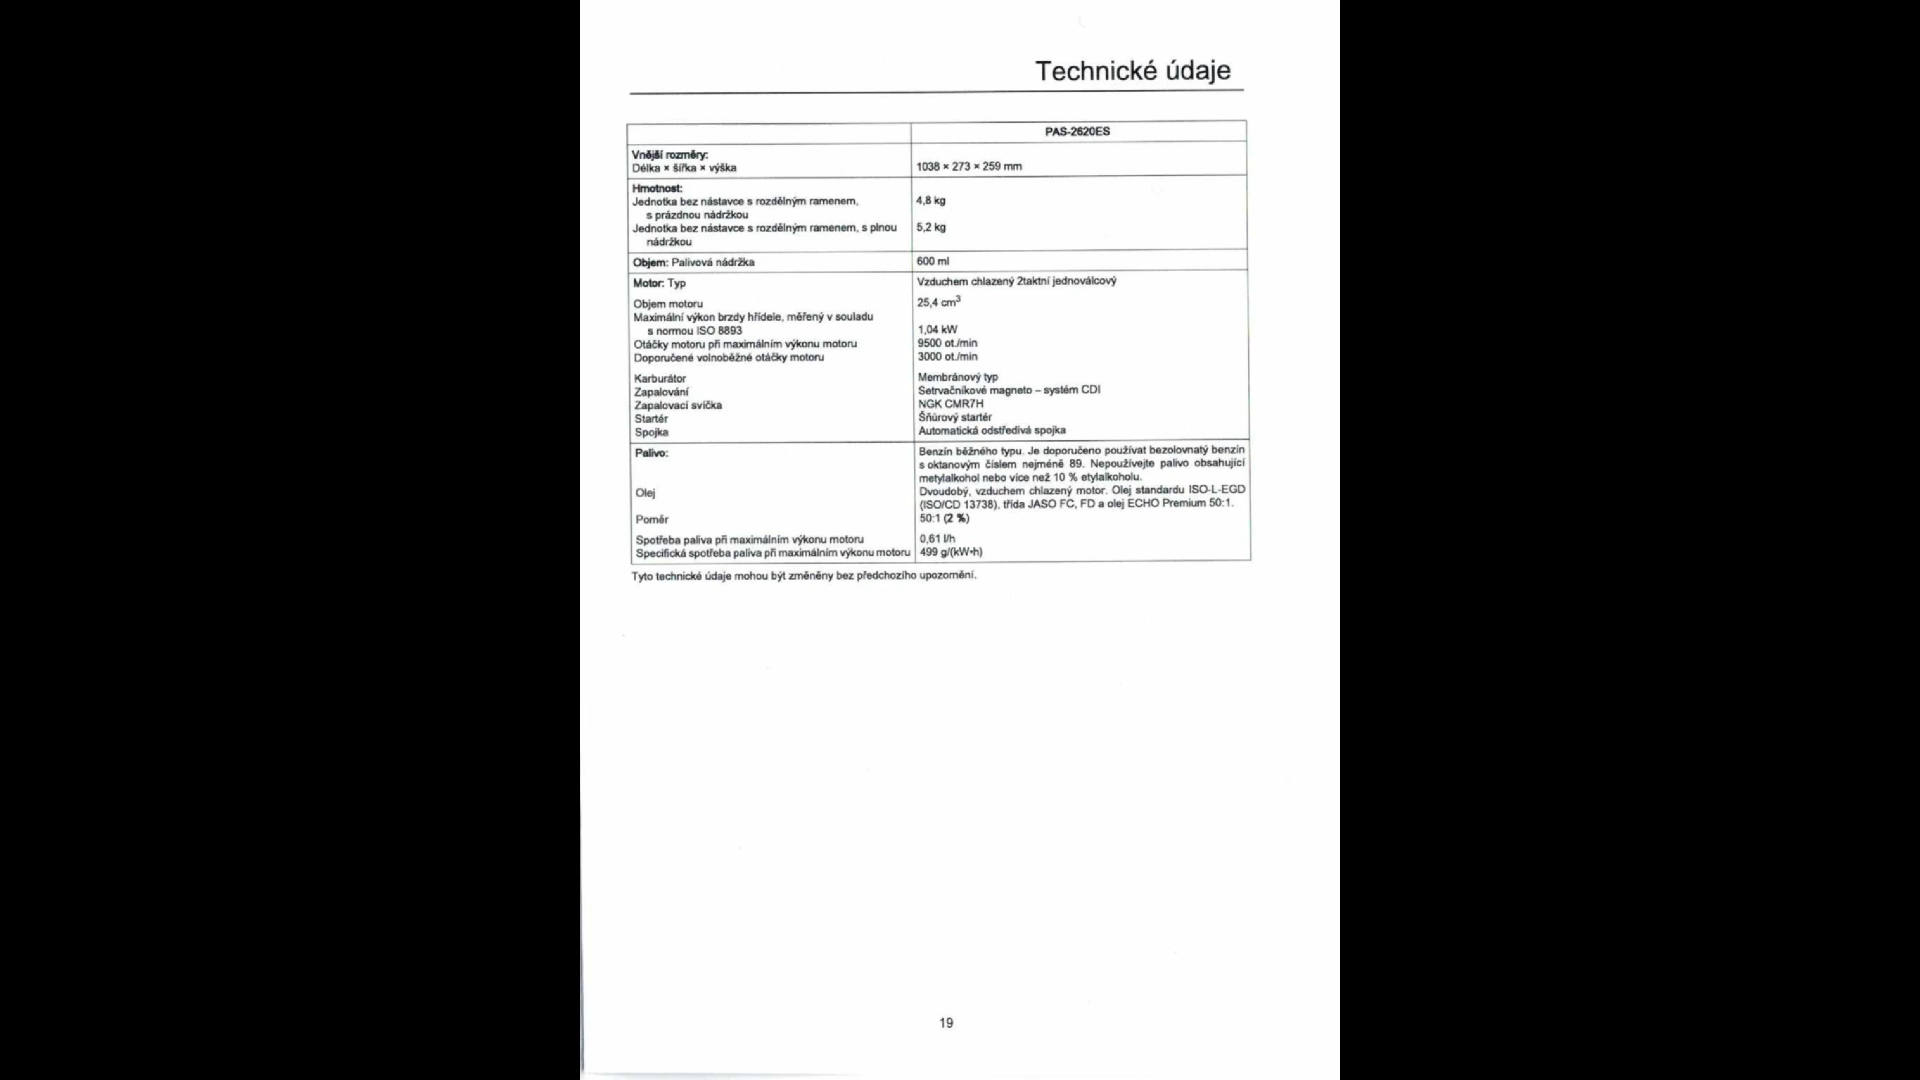 Technické údaje
PAS-2620ES
Vnější rozměry:
Délka × šířka × výška 1038 × 273 × 259 mm
Hmotnost:
Jednotka bez nástavce s rozdělným ramenem, 4,8 kg
s prázdnou nádržkou
Jednotka bez nástavce s rozdělným ramenem, s plnou 5,2 kg
nádržkou
Objem: Palivová nádržka 600 ml
Motor: Typ Vzduchem chlazený 2taktní jednoválcový
Objem motoru 25,4 cm³
Maximální výkon brzdy hřídele, měřený v souladu
s normou ISO 8893 1,04 kW
Otáčky motoru při maximálním výkonu motoru 9500 ot./min
Doporučené volnoběžné otáčky motoru 3000 ot./min
Karburátor Membránový typ
Zapalování Setrvačníkové magneto – systém CDI
Zapalovací svíčka NGK CMR7H
Startér Šňůrový startér
Spojka Automatická odstředivá spojka
Palivo: Benzín běžného typu. Je doporučeno používat bezolovnatý benzín
s oktanovým číslem nejméně 89. Nepoužívejte palivo obsahující
metylalkohol nebo více než 10 % etylalkoholu.
Olej Dvoudobý, vzduchem chlazený motor. Olej standardu ISO-L-EGD
(ISO/CD 13738), třída JASO FC, FD a olej ECHO Premium 50:1.
Poměr 50:1 (2 %)
Spotřeba paliva při maximálním výkonu motoru 0,61 l/h
Specifická spotřeba paliva při maximálním výkonu motoru 499 g/(kW•h)
Tyto technické údaje mohou být změněny bez předchozího upozornění.
19